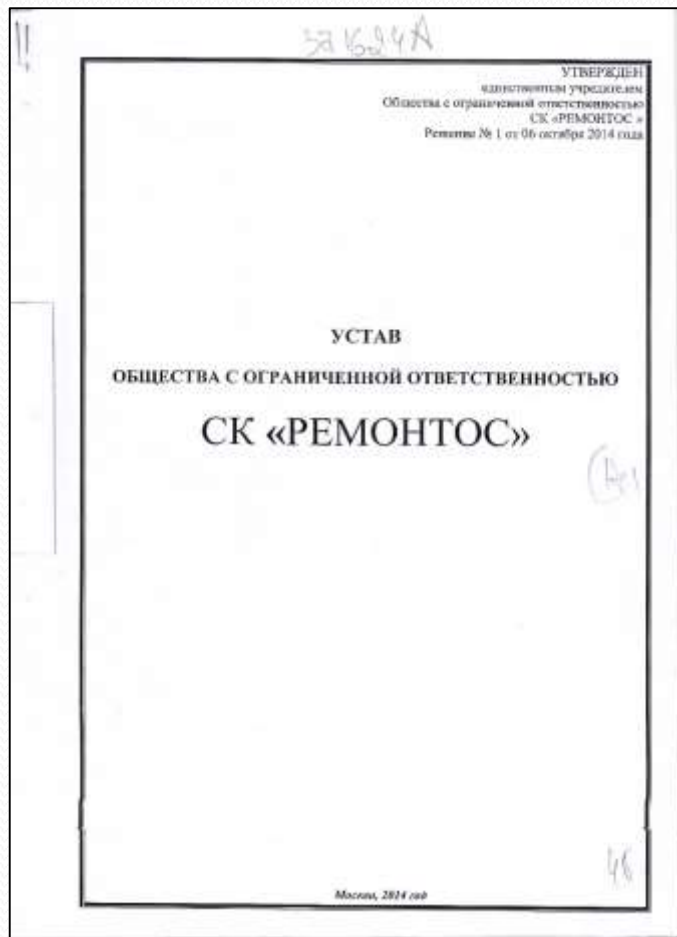 УТВЕРЖДЕН
единственным учредителем
Общества с ограниченной ответственностью
СК «РЕМОНТОС »
Решение № 1 от 06 октября 2014 года
УСТАВ
ОБЩЕСТВА С ОГРАНИЧЕННОЙ ОТВЕТСТВЕННОСТЬЮ
СК «РЕМОНТОС»
46
Москва, 2014 год